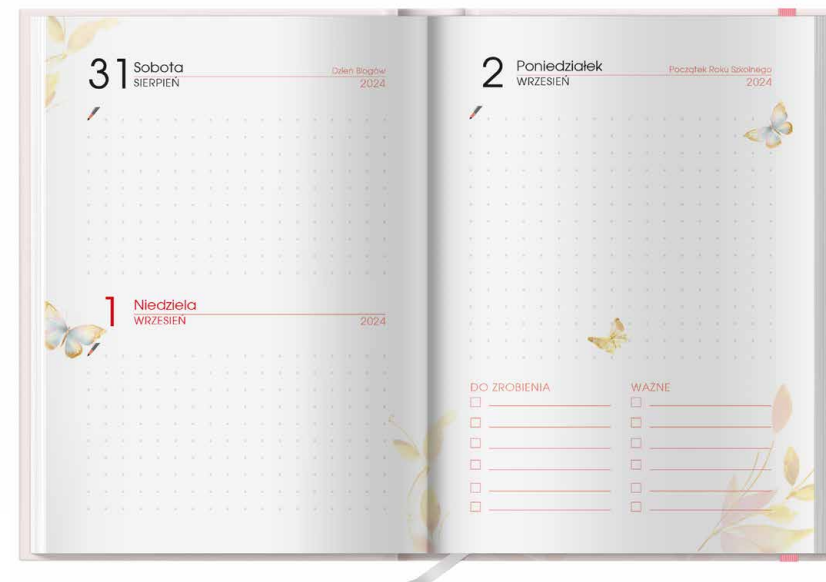 31 Sobota
SIERPIEŃ
Dzień Blogów
2024
1 Niedziela
WRZESIEŃ
2024
2 Poniedziałek
WRZESIEŃ
Początek Roku Szkolnego
2024
DO ZROBIENIA
WAŻNE